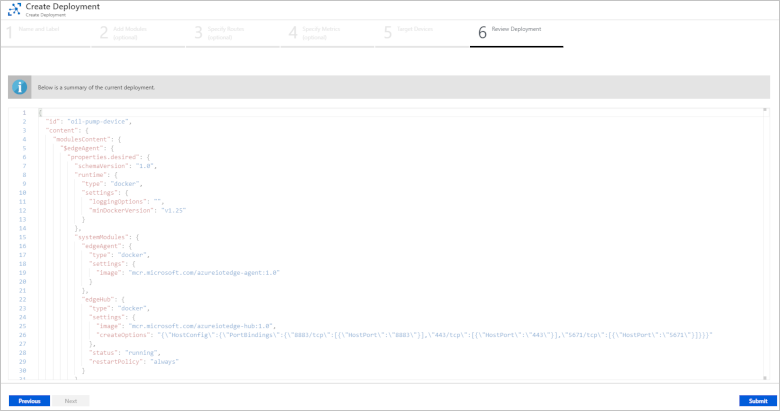 Create Deployment
Create Deployment
1 Name and Label
2 Add Modules
(optional)
3 Specify Routes
(optional)
4 Specify Metrics
(optional)
5 Target Devices
6 Review Deployment
i
Below is a summary of the current deployment.
1 {
2 "id": "oil-pump-device",
3 "content": {
4 "modulesContent": {
5 "$edgeAgent": {
6 "properties.desired": {
7 "schemaVersion": "1.0",
8 "runtime": {
9 "type": "docker",
10 "settings": {
11 "loggingOptions": "",
12 "minDockerVersion": "v1.25"
13 }
14 },
15 "systemModules": {
16 "edgeAgent": {
17 "type": "docker",
18 "settings": {
19 "image": "mcr.microsoft.com/azureiotedge-agent:1.0"
20 }
21 },
22 "edgeHub": {
23 "type": "docker",
24 "settings": {
25 "image": "mcr.microsoft.com/azureiotedge-hub:1.0",
26 "createOptions": "{\"HostConfig\":{\"PortBindings\":{\"8883/tcp\":[{\"HostPort\":\"8883\"}],\"443/tcp\":[{\"HostPort\":\"443\"}],\"5671/tcp\":[{\"HostPort\":\"5671\"}]}}}"
27 },
28 "status": "running",
29 "restartPolicy": "always"
30 }
31 }
Previous
Next
Submit